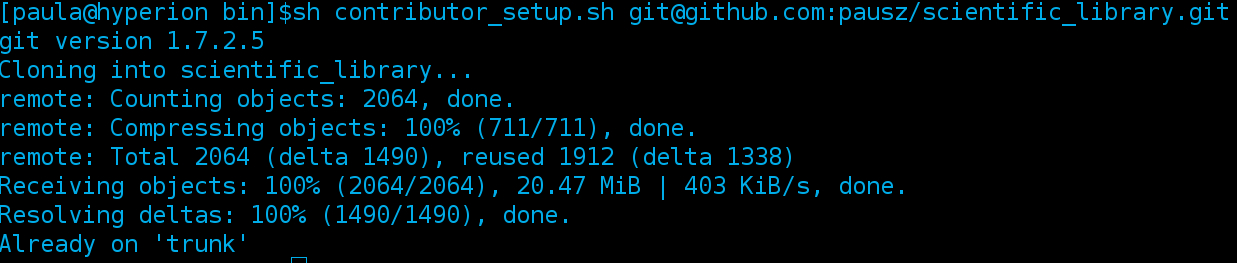 [paula@hyperion bin]$sh contributor_setup.sh git@github.com:pausz/scientific_library.git
git version 1.7.2.5
Cloning into scientific_library...
remote: Counting objects: 2064, done.
remote: Compressing objects: 100% (711/711), done.
remote: Total 2064 (delta 1490), reused 1912 (delta 1338)
Receiving objects: 100% (2064/2064), 20.47 MiB | 403 KiB/s, done.
Resolving deltas: 100% (1490/1490), done.
Already on 'trunk'